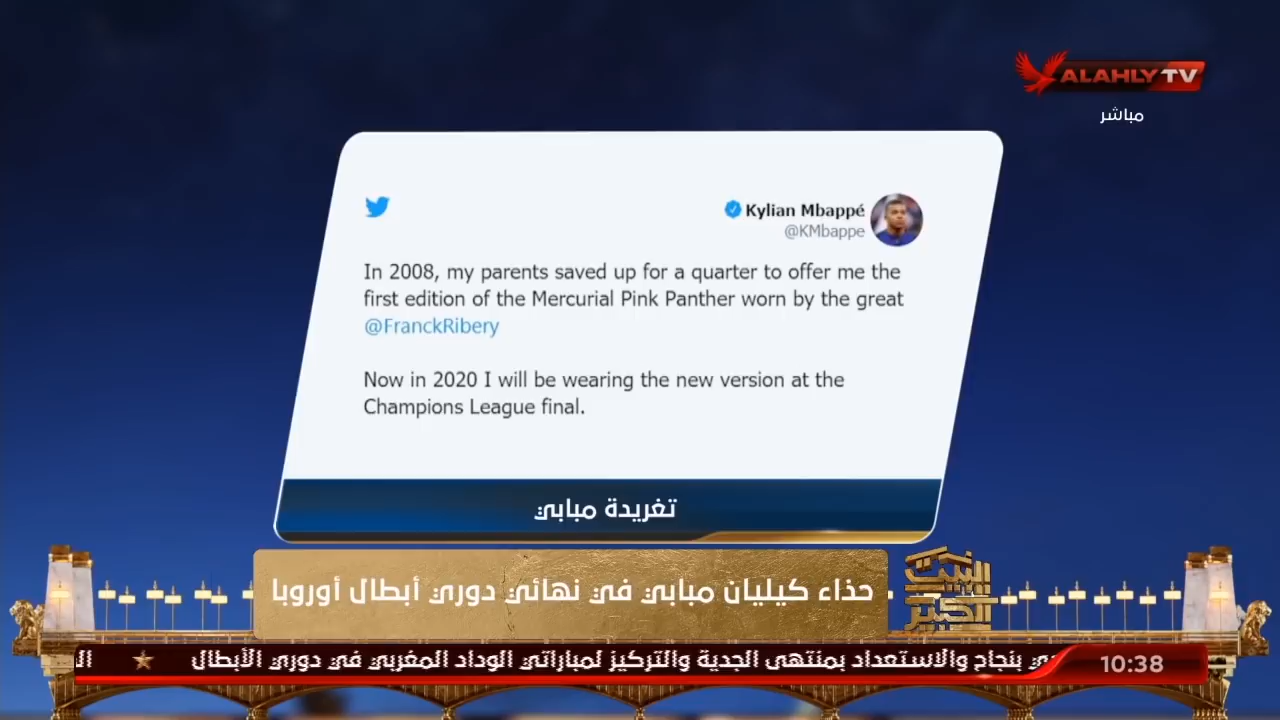 ALAHLY TV
مباشر
Kylian Mbappé
@KMbappe
In 2008, my parents saved up for a quarter to offer me the
first edition of the Mercurial Pink Panther worn by the great
@FranckRibery
Now in 2020 I will be wearing the new version at the
Champions League final.
تغريدة مبابي
حذاء كيليان مبابي في نهائي دوري أبطال أوروبا
البيت
الكبير
بنجاح والاستعداد بمنتهى الجدية والتركيز لمباراتي الوداد المغربي في دوري الأبطال
10:38